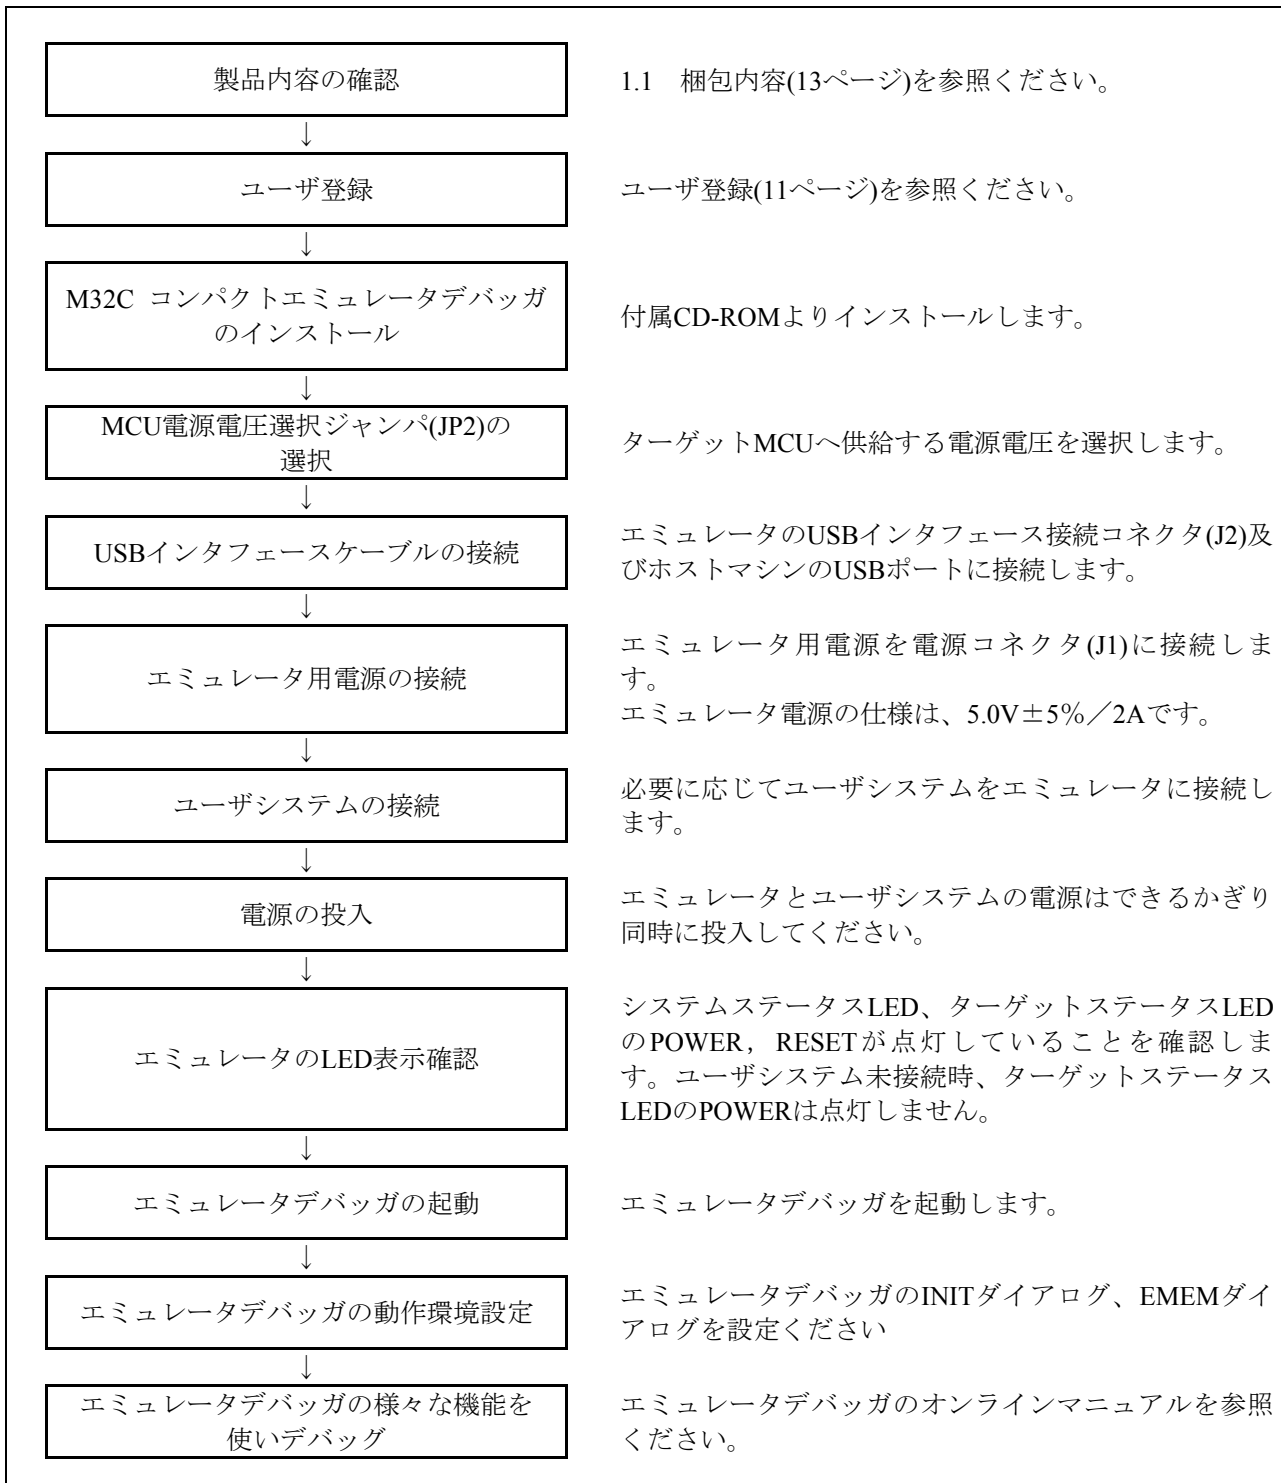 製品内容の確認
1.1　梱包内容(13ページ)を参照ください。
↓
ユーザ登録
ユーザ登録(11ページ)を参照ください。
↓
M32C コンパクトエミュレータデバッガ
のインストール
付属CD-ROMよりインストールします。
↓
MCU電源電圧選択ジャンパ(JP2)の
選択
ターゲットMCUへ供給する電源電圧を選択します。
↓
USBインタフェースケーブルの接続
エミュレータのUSBインタフェース接続コネクタ(J2)及
びホストマシンのUSBポートに接続します。
↓
エミュレータ用電源の接続
エミュレータ用電源を電源コネクタ(J1)に接続しま
す。
エミュレータ電源の仕様は、5.0V±5％／2Aです。
↓
ユーザシステムの接続
必要に応じてユーザシステムをエミュレータに接続し
ます。
↓
電源の投入
エミュレータとユーザシステムの電源はできるかぎり
同時に投入してください。
↓
エミュレータのLED表示確認
システムステータスLED、ターゲットステータスLED
のPOWER，RESETが点灯していることを確認しま
す。ユーザシステム未接続時、ターゲットステータス
LEDのPOWERは点灯しません。
↓
エミュレータデバッガの起動
エミュレータデバッガを起動します。
↓
エミュレータデバッガの動作環境設定
エミュレータデバッガのINITダイアログ、EMEMダイ
アログを設定ください
↓
エミュレータデバッガの様々な機能を
使いデバッグ
エミュレータデバッガのオンラインマニュアルを参照
ください。